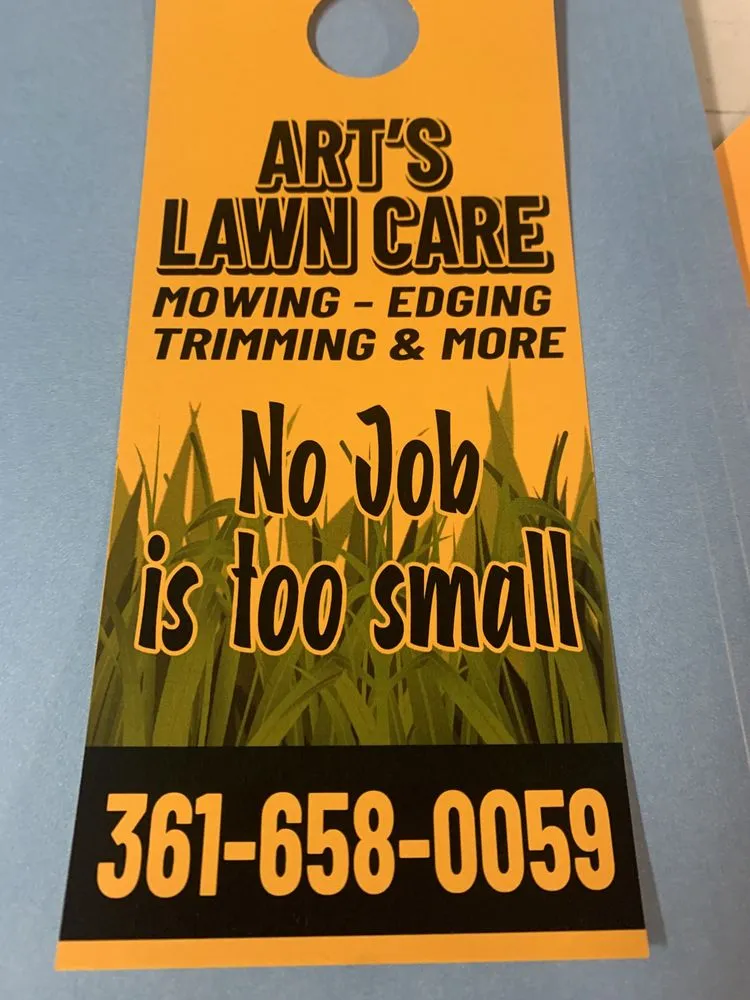 ART'S
LAWN CARE
MOWING - EDGING
TRIMMING & MORE
No Job
is too small
361-658-0059